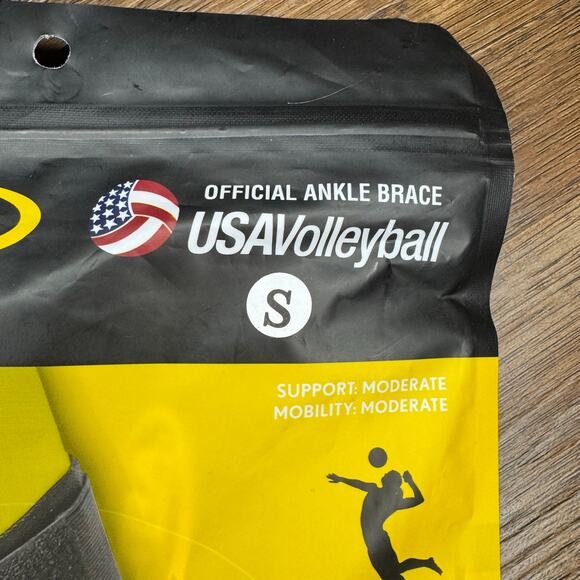 OFFICIAL ANKLE BRACE
USAVolleyball
S
SUPPORT: MODERATE
MOBILITY: MODERATE